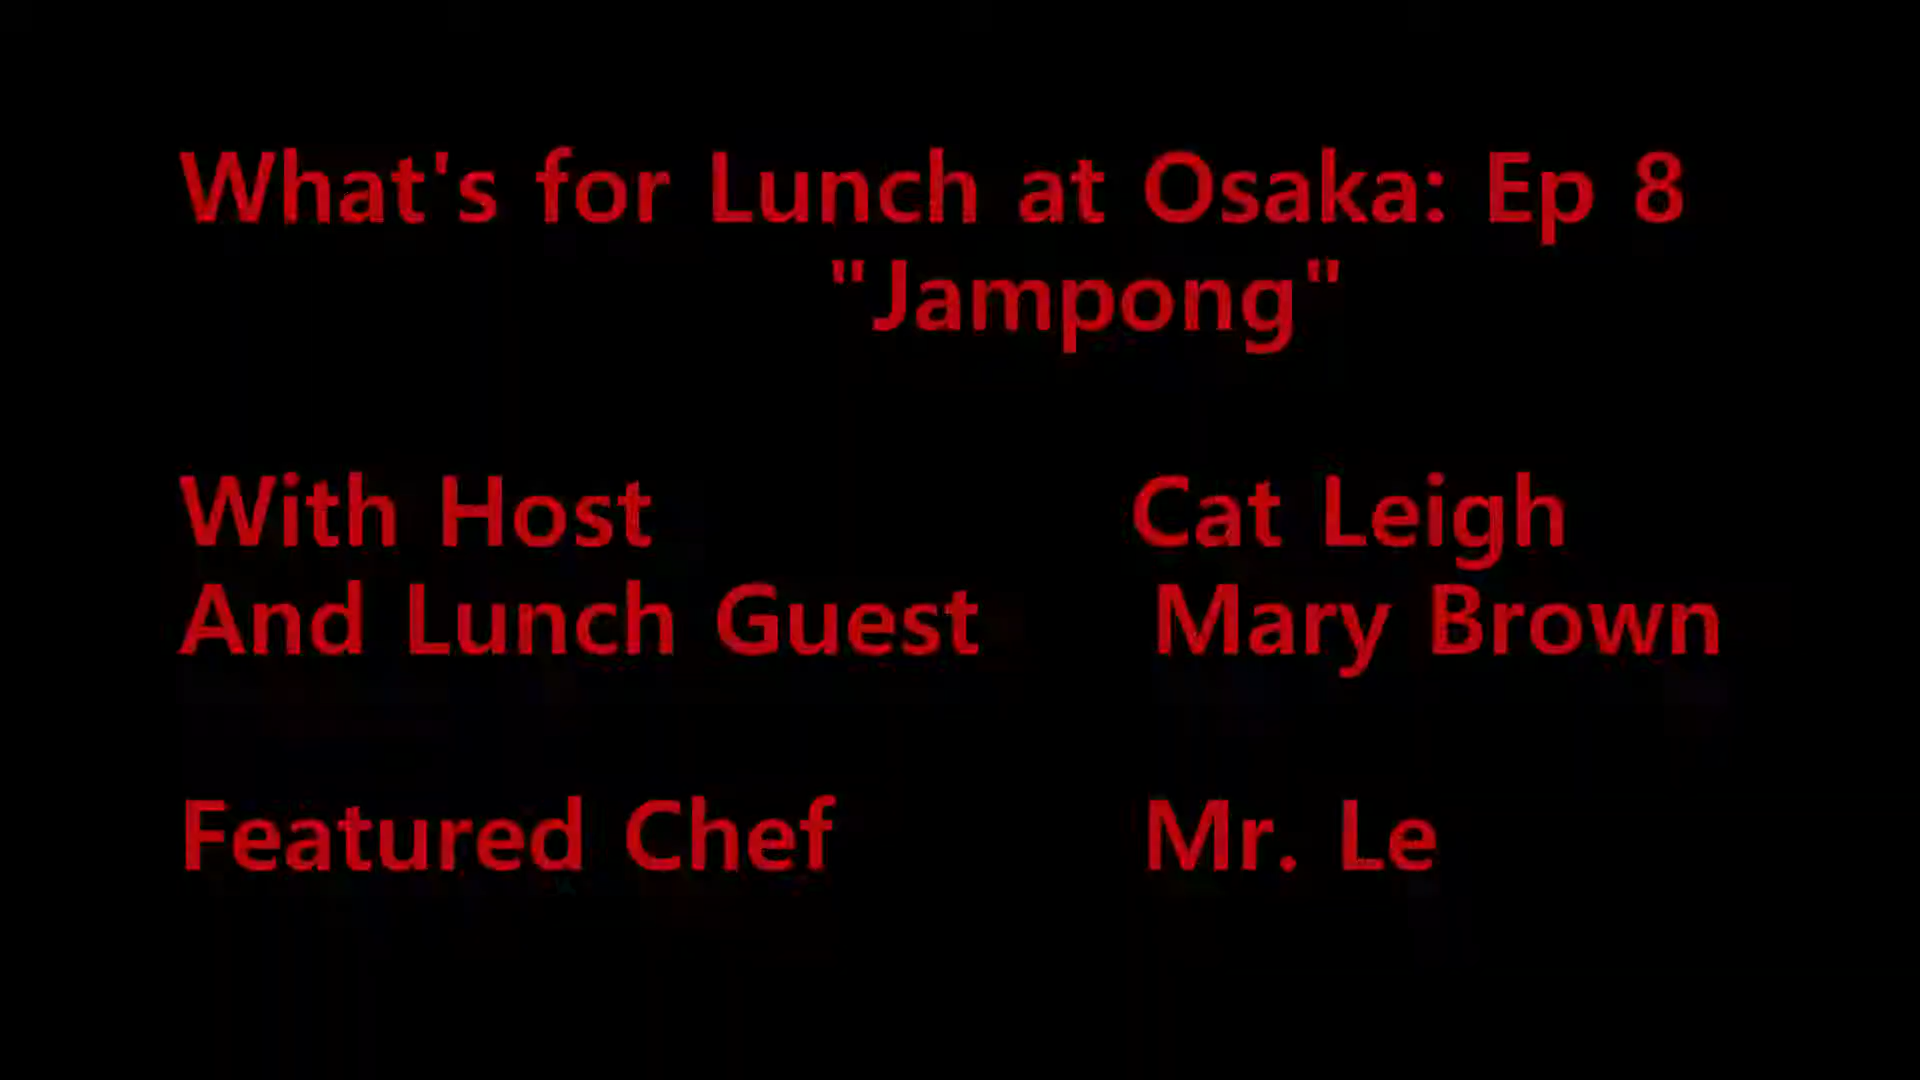 What's for Lunch at Osaka: Ep 8
"Jampong"
With Host Cat Leigh
And Lunch Guest Mary Brown
Featured Chef Mr. Le